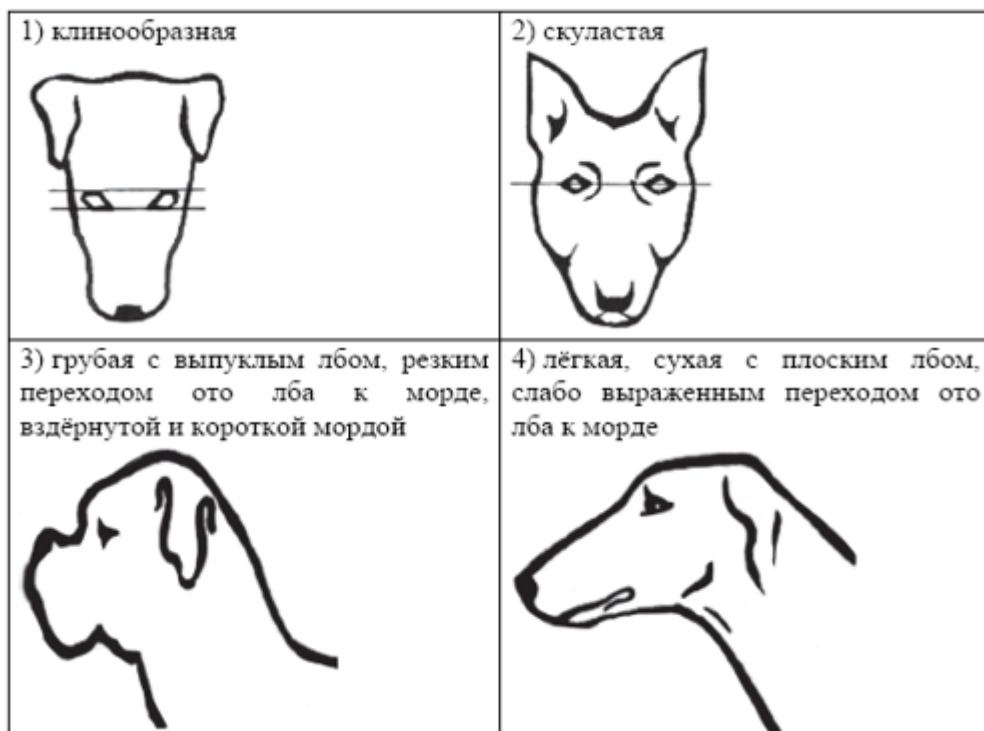 1) клинообразная
2) скуластая
3) грубая с выпуклым лбом, резким
переходом ото лба к морде,
вздёрнутой и короткой мордой
4) лёгкая, сухая с плоским лбом,
слабо выраженным переходом ото
лба к морде